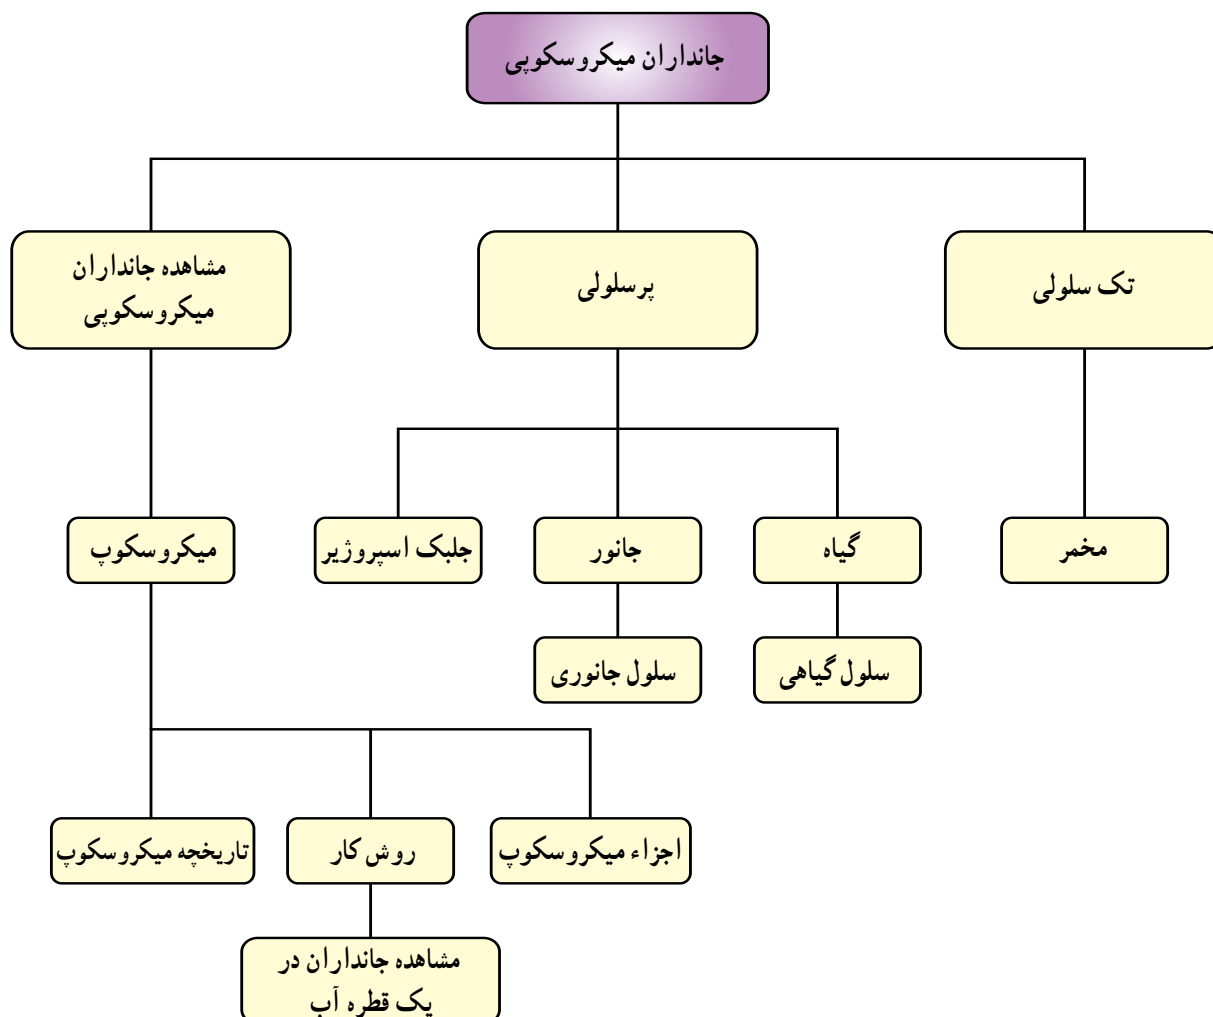 جانداران میکروسکوپی
تک سلولی
پرسلولی
مشاهده جانداران
میکروسکوپی
مخمر
گیاه
جانور
جلبک اسپروژیر
میکروسکوپ
سلول گیاهی
سلول جانوری
اجزاء میکروسکوپ
روش کار
تاریخچه میکروسکوپ
مشاهده جانداران در
یک قطره آب